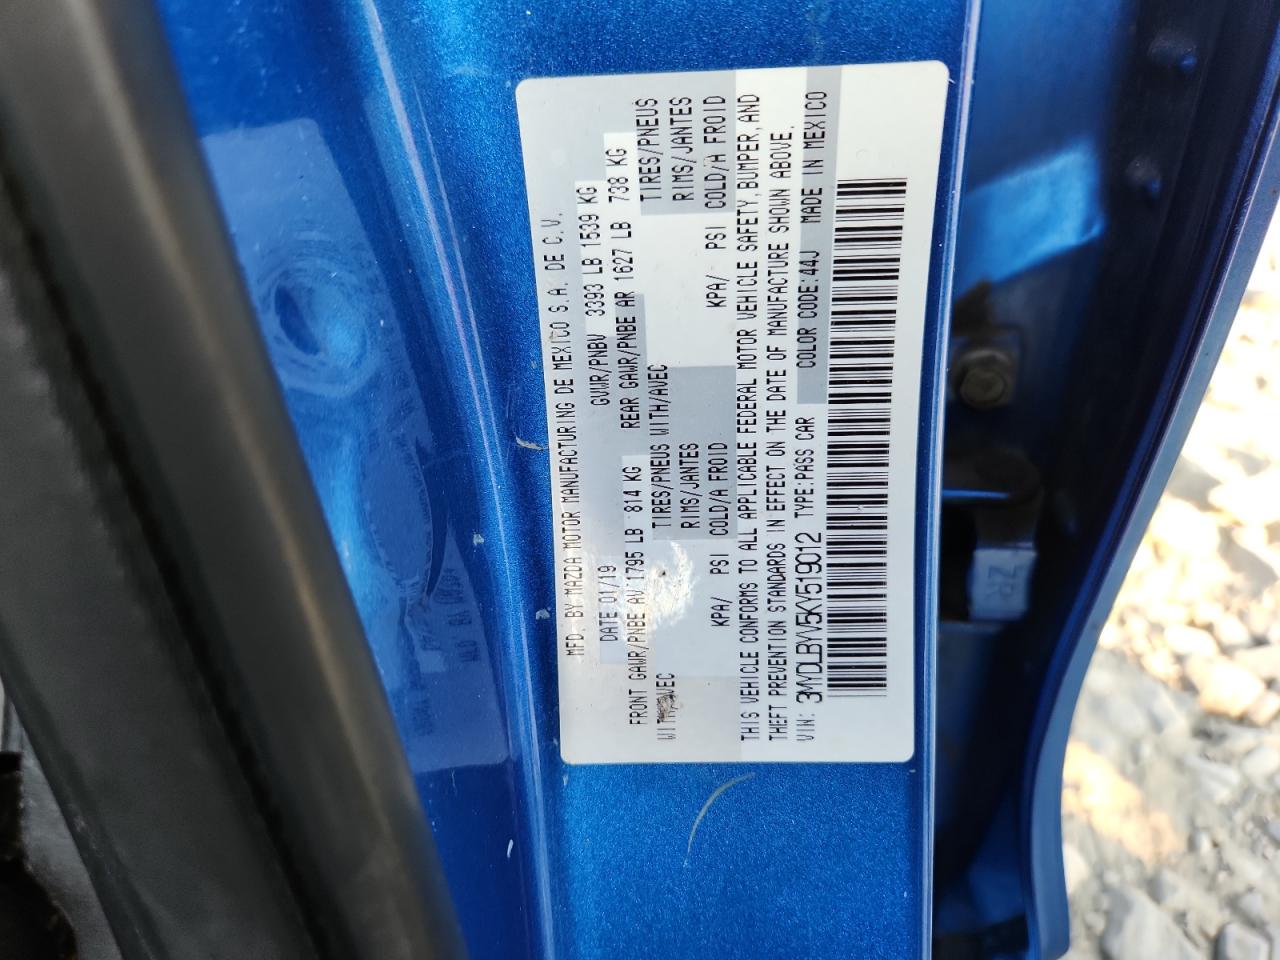 MFD. BY MAZDA MOTOR MANUFACTURING DE MEXICO S.A. DE C.V.
DATE 01/19 GVWR/PNBV 3393 LB 1539 KG
FRONT GAWR/PNBE AV 1795 LB 814 KG REAR GAWR/PNBE AR 1627 LB 738 KG
WITH/AVEC TIRES/PNEUS WITH/AVEC TIRES/PNEUS
RIMS/JANTES RIMS/JANTES
KPA/ PSI COLD/A FROID KPA/ PSI COLD/A FROID
THIS VEHICLE CONFORMS TO ALL APPLICABLE FEDERAL MOTOR VEHICLE SAFETY, BUMPER, AND
THEFT PREVENTION STANDARDS IN EFFECT ON THE DATE OF MANUFACTURE SHOWN ABOVE.
VIN: 3MYDLBYV5KY519012 TYPE:PASS CAR COLOR CODE:44J MADE IN MEXICO